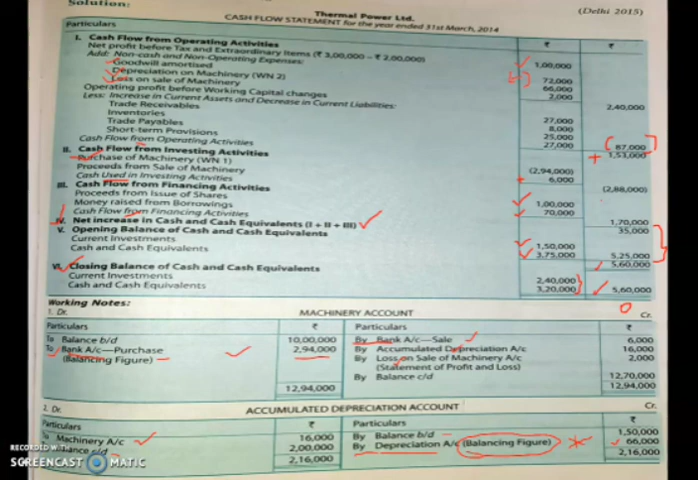 Solution:
(Delhi 2015)
Thermal Power Ltd.
CASH FLOW STATEMENT for the year ended 31st March, 2014
Particulars ₹ ₹
I. Cash Flow from Operating Activities
Net profit before Tax and Extraordinary Items (₹ 3,00,000 – ₹ 2,00,000) 1,00,000
Add: Non-cash and Non-Operating Expenses:
Goodwill amortised 72,000
Depreciation on Machinery (WN 2) 66,000
Loss on sale of Machinery 2,000
Operating profit before Working Capital changes 2,40,000
Less: Increase in Current Assets and Decrease in Current Liabilities:
Trade Receivables 27,000
Inventories 8,000
Trade Payables 25,000
Short-term Provisions 27,000 (87,000)
Cash Flow from Operating Activities 1,53,000
II. Cash Flow from Investing Activities
Purchase of Machinery (WN 1) (2,94,000)
Proceeds from Sale of Machinery 6,000
Cash Used in Investing Activities (2,88,000)
III. Cash Flow from Financing Activities
Proceeds from Issue of Shares 1,00,000
Money raised from Borrowings 70,000
Cash Flow from Financing Activities 1,70,000
IV. Net increase in Cash and Cash Equivalents (I + II + III) 35,000
V. Opening Balance of Cash and Cash Equivalents
Current Investments 1,50,000
Cash and Cash Equivalents 3,75,000 5,25,000
5,60,000
VI. Closing Balance of Cash and Cash Equivalents
Current Investments 2,40,000
Cash and Cash Equivalents 3,20,000 5,60,000
0
Working Notes:
1. Dr. MACHINERY ACCOUNT Cr.
Particulars ₹ Particulars ₹
To Balance b/d 10,00,000 By Bank A/c—Sale 6,000
To Bank A/c—Purchase 2,94,000 By Accumulated Depreciation A/c 16,000
(Balancing Figure) By Loss on Sale of Machinery A/c 2,000
(Statement of Profit and Loss)
By Balance c/d 12,70,000
12,94,000 12,94,000
2. Dr. ACCUMULATED DEPRECIATION ACCOUNT Cr.
Particulars ₹ Particulars ₹
To Machinery A/c 16,000 By Balance b/d 1,50,000
Balance c/d 2,00,000 By Depreciation A/c (Balancing Figure) 66,000
2,16,000 2,16,000
RECORDED WITH
SCREENCAST MATIC